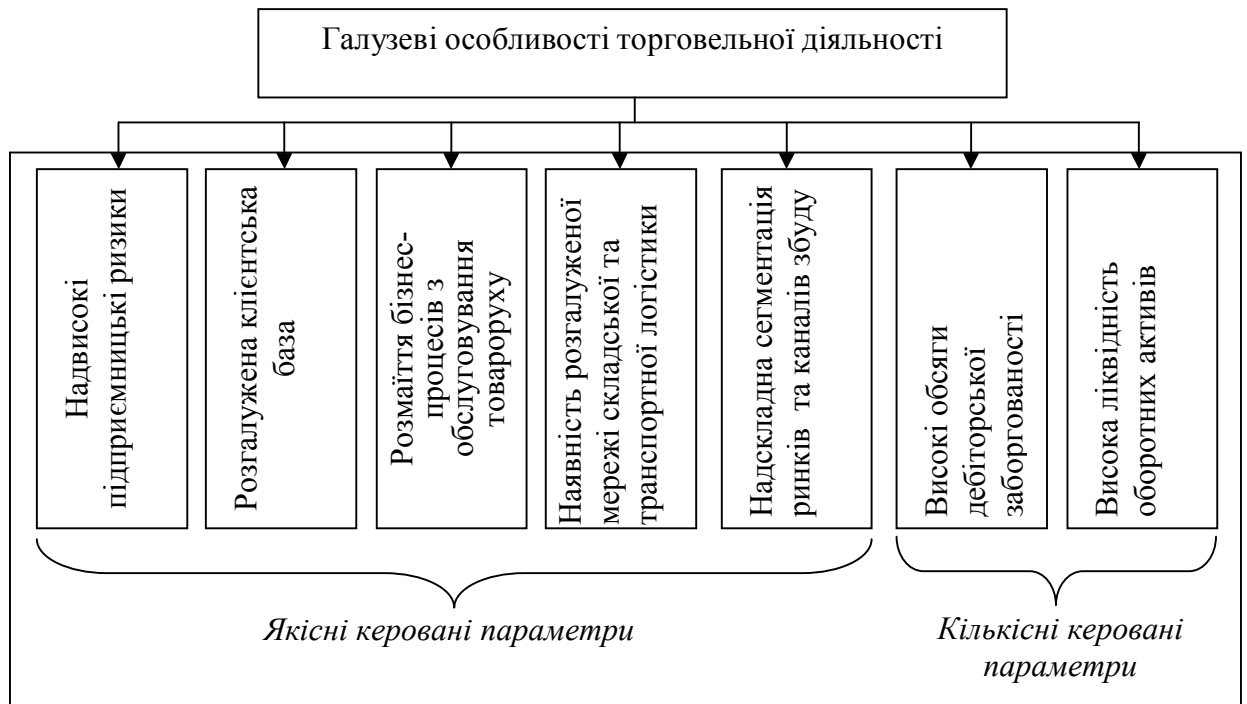 Галузеві особливості торговельної діяльності
Надвисокі
підприємницькі ризики
Розгалужена клієнтська
база
Розмаїття бізнес-
процесів з
обслуговування
товароруху
Наявність розгалуженої
мережі складської та
транспортної логістики
Надскладна сегментація
ринків та каналів збуду
Високі обсяги
дебіторської
заборгованості
Висока ліквідність
оборотних активів
Якісні керовані параметри
Кількісні керовані
параметри